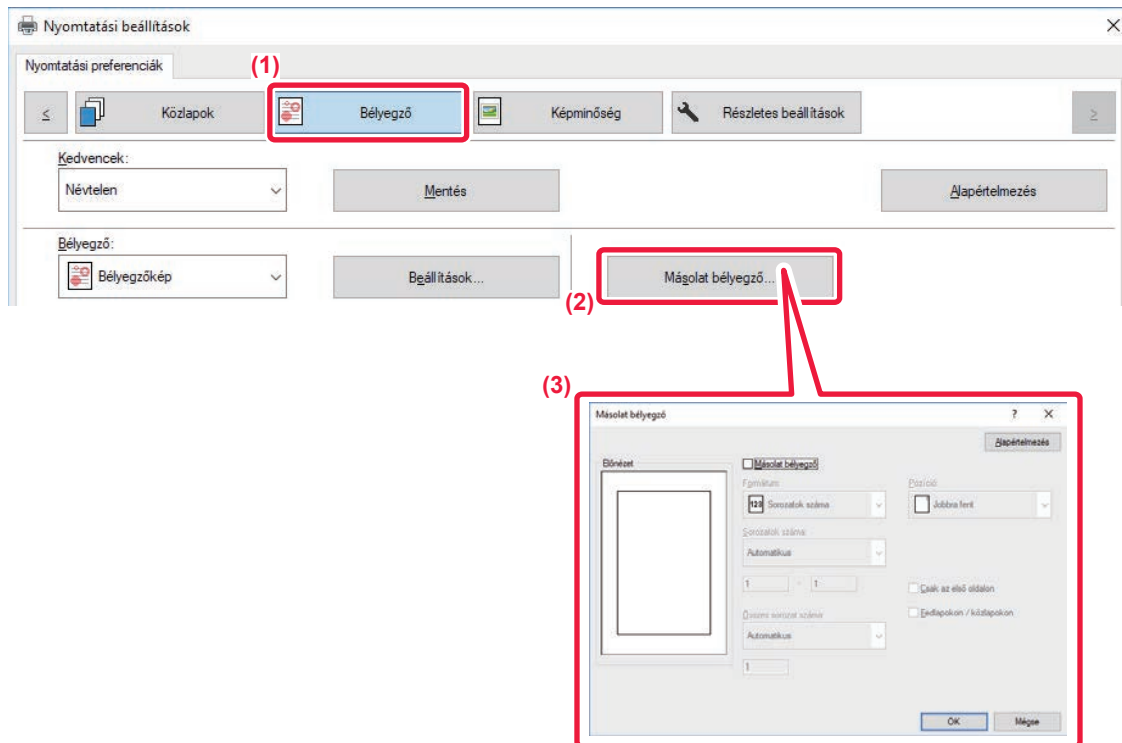 Nyomtatási beállítások
Nyomtatási preferenciák
(1)
≤ Közlapok Bélyegző Képminőség Részletes beállítások ≥
Kedvencek:
Névtelen Mentés Alapértelmezés
Bélyegző:
Bélyegzőkép Beállítások... Másolat bélyegző...
(2)
(3)
Másolat bélyegző ? X
Alapértelmezés
Előnézet Másolat bélyegző
Formátum: Pozíció:
123 Sorozatok száma Jobbra fent
Sorozatok száma:
Automatikus
1 - 1 Csak az első oldalon
Összes sorozat száma: Fedlapokon / közlapokon
Automatikus
1
OK Mégse